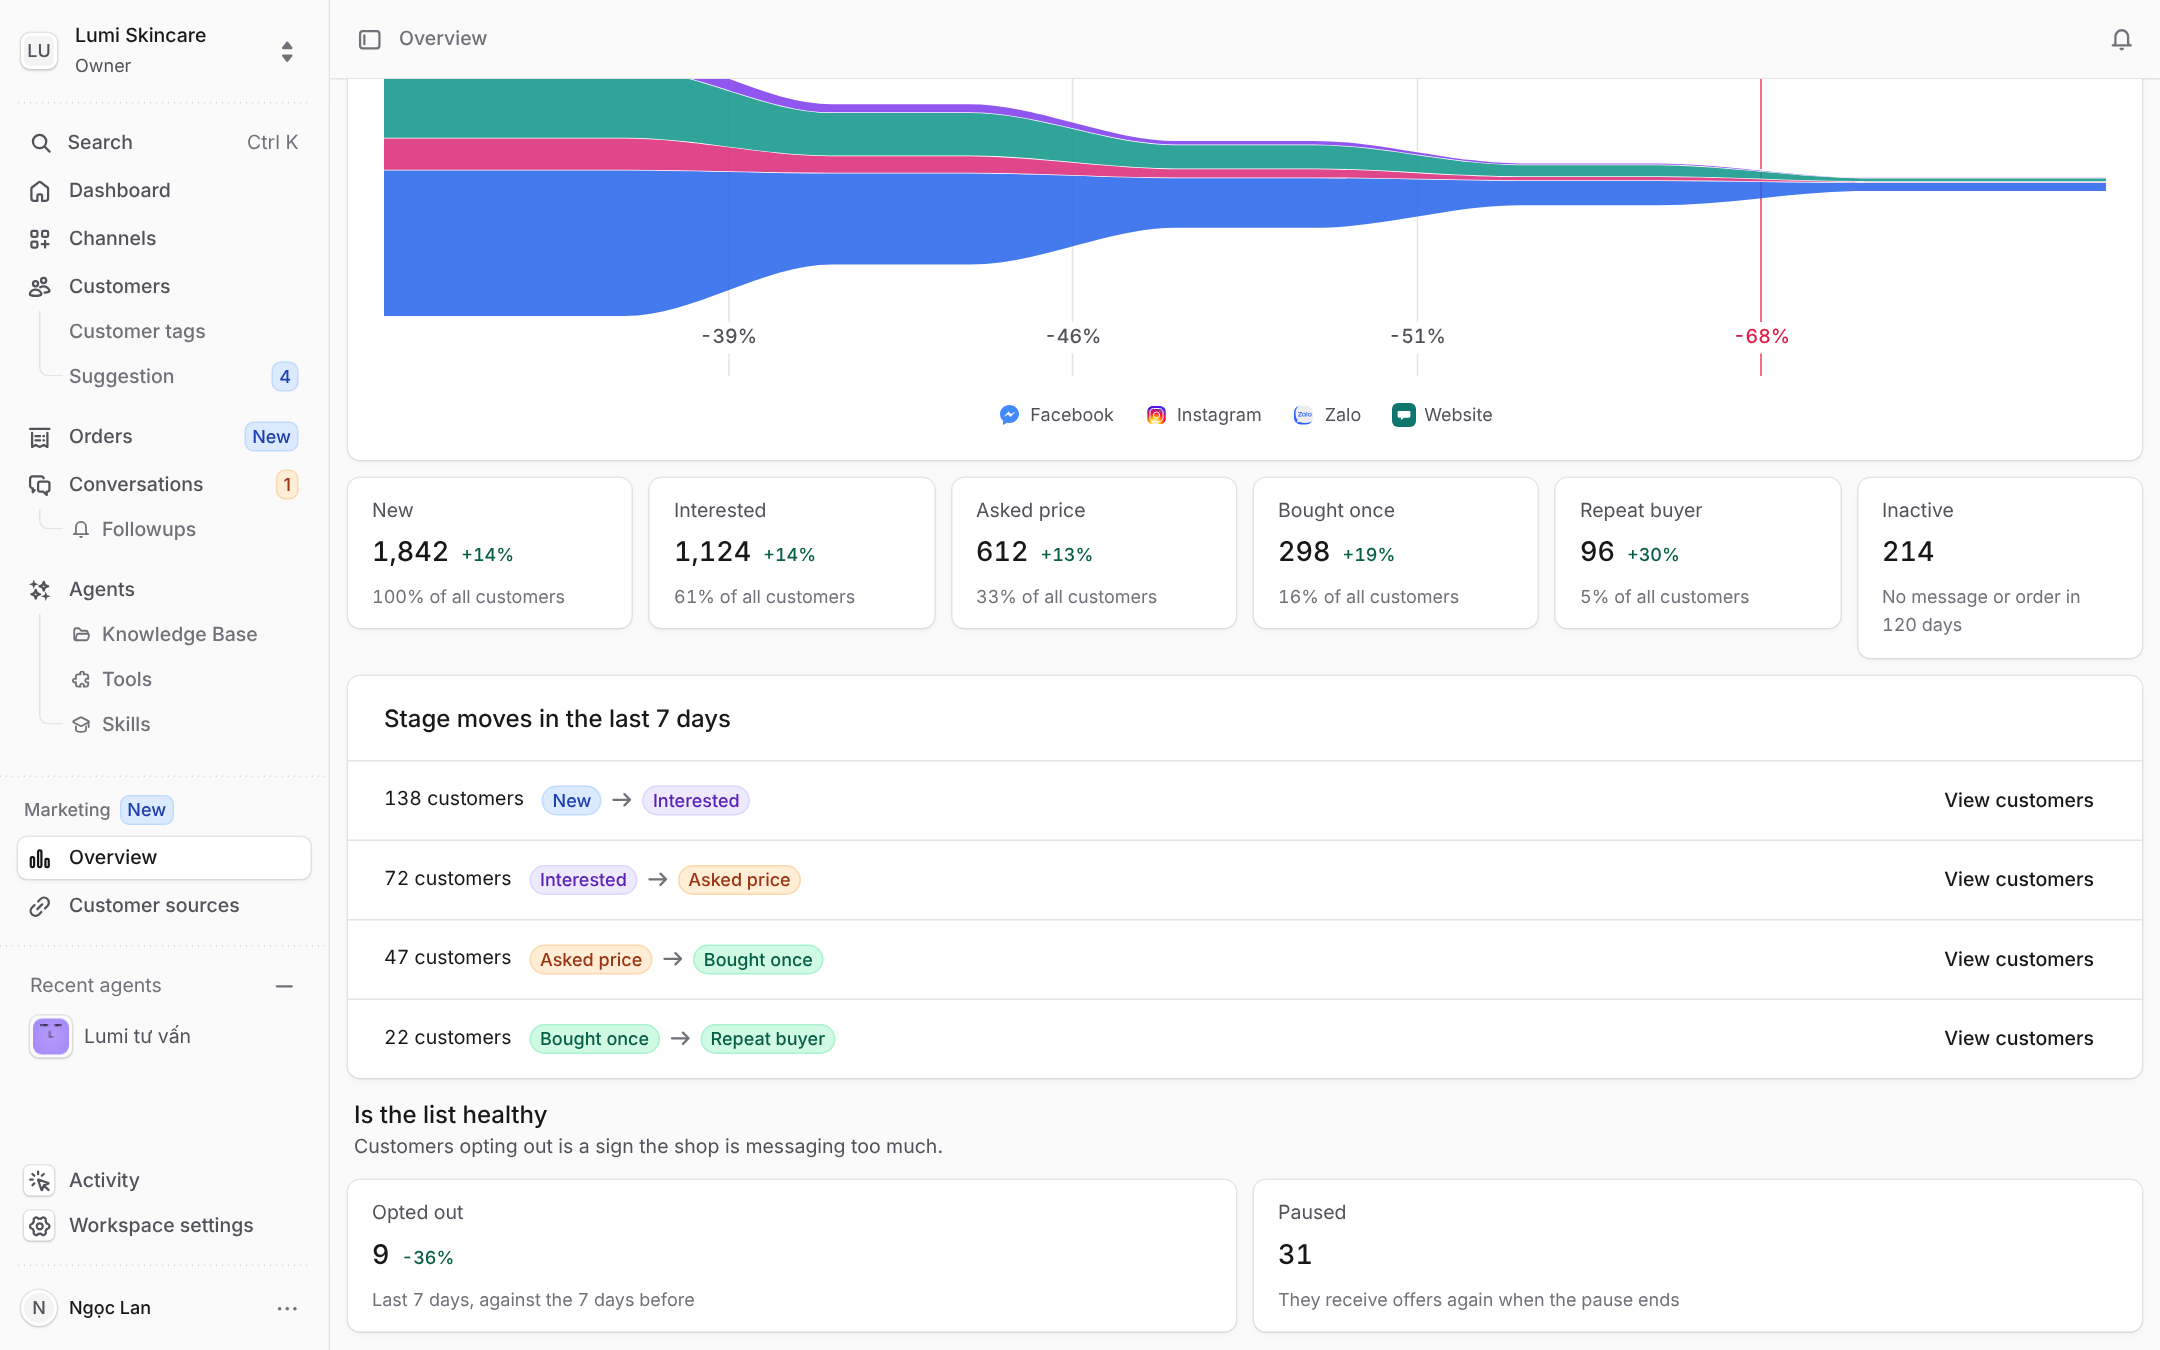 LU
Lumi Skincare
Owner
Search
Ctrl K
Dashboard
Channels
Customers
Customer tags
Suggestion
4
Orders
New
Conversations
1
Followups
Agents
Knowledge Base
Tools
Skills
Marketing
New
Overview
Customer sources
Recent agents
Lumi tư vấn
Activity
Workspace settings
N
Ngọc Lan
Overview
-39%
-46%
-51%
-68%
Facebook
Instagram
Zalo
Zalo
Website
New
1,842 +14%
100% of all customers
Interested
1,124 +14%
61% of all customers
Asked price
612 +13%
33% of all customers
Bought once
298 +19%
16% of all customers
Repeat buyer
96 +30%
5% of all customers
Inactive
214
No message or order in
120 days
Stage moves in the last 7 days
138 customers New → Interested View customers
72 customers Interested → Asked price View customers
47 customers Asked price → Bought once View customers
22 customers Bought once → Repeat buyer View customers
Is the list healthy
Customers opting out is a sign the shop is messaging too much.
Opted out
9 -36%
Last 7 days, against the 7 days before
Paused
31
They receive offers again when the pause ends